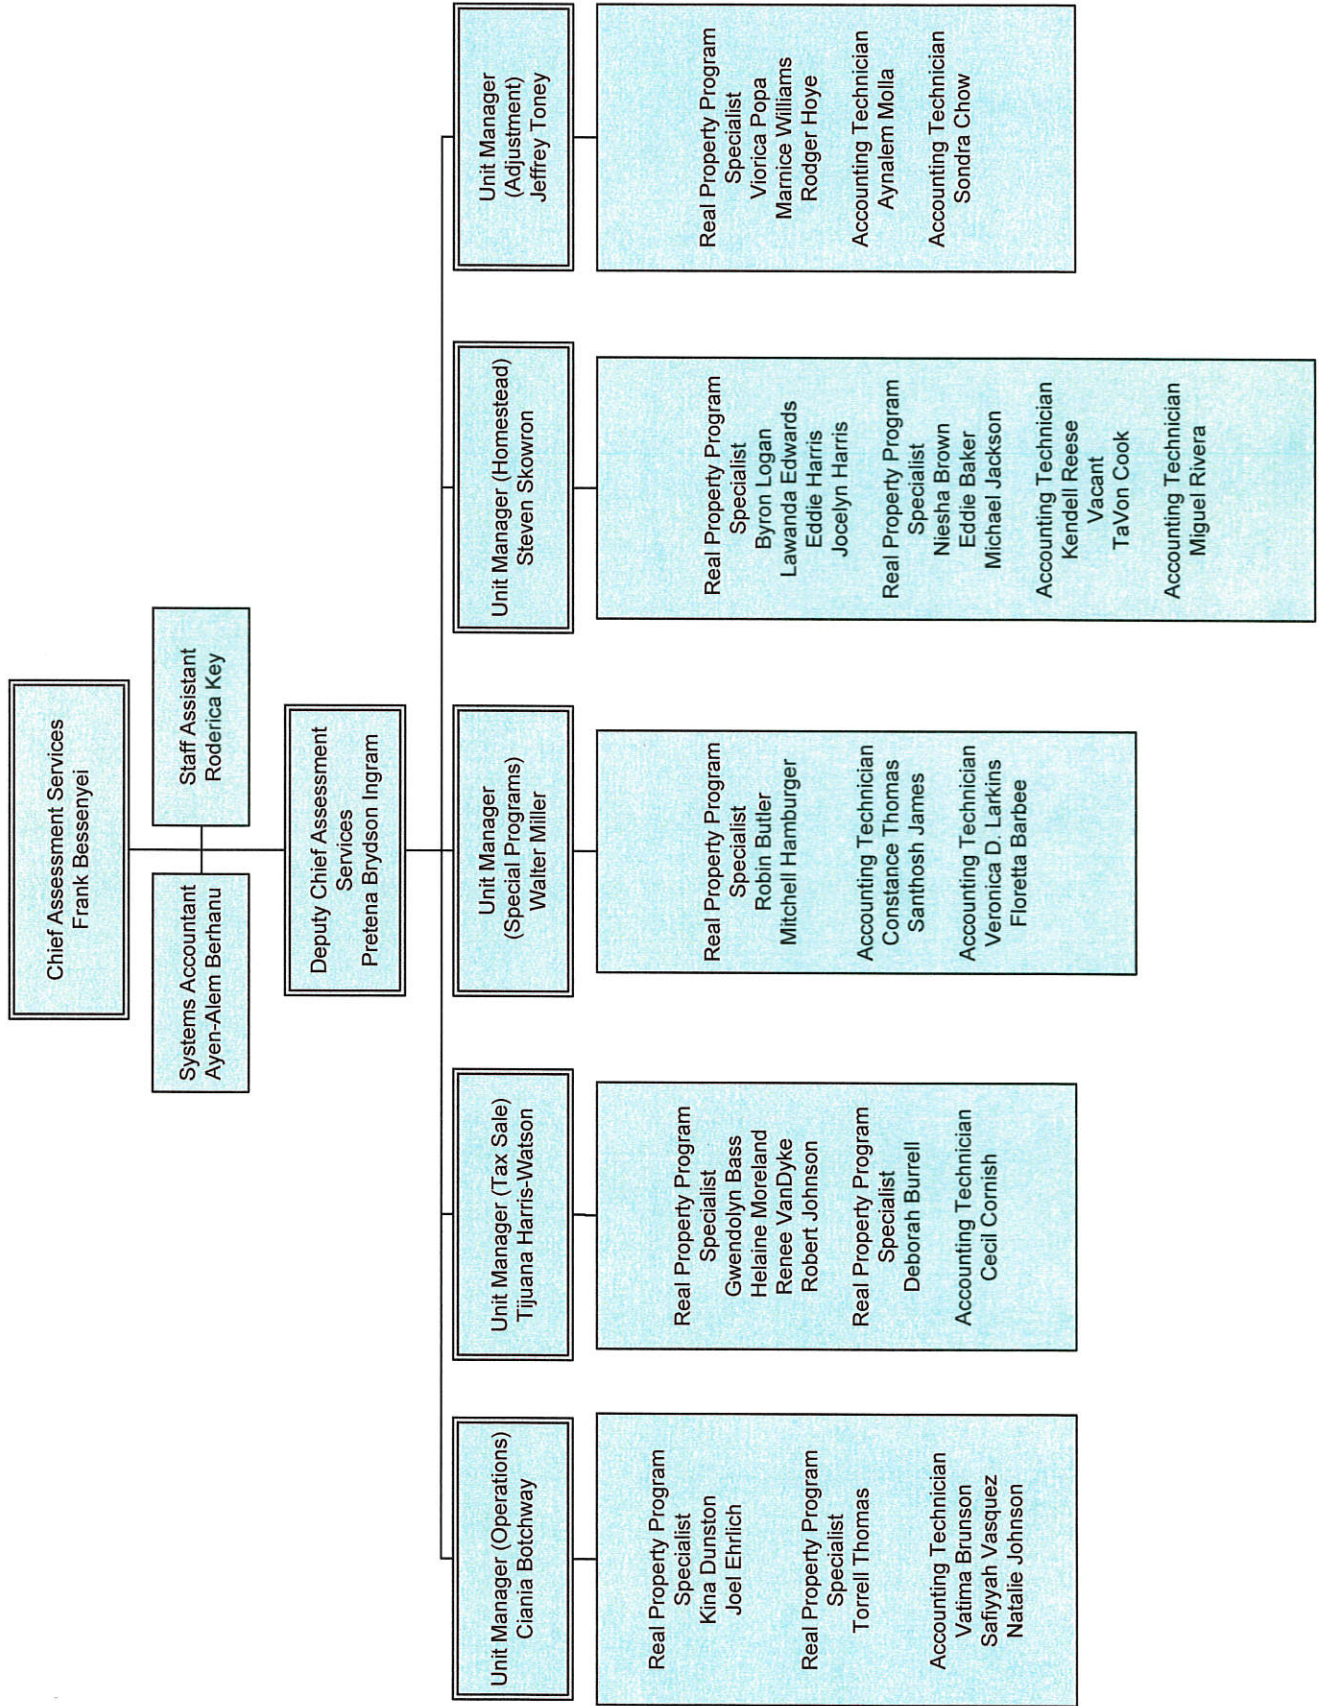 Chief Assessment Services
Frank Bessenyei
Systems Accountant
Ayen-Alem Berhanu
Staff Assistant
Roderica Key
Deputy Chief Assessment
Services
Pretena Brydson Ingram
Unit Manager (Operations)
Ciania Botchway
Real Property Program
Specialist
Kina Dunston
Joel Ehrlich
Real Property Program
Specialist
Torrell Thomas
Accounting Technician
Vatima Brunson
Safiyyah Vasquez
Natalie Johnson
Unit Manager (Tax Sale)
Tijuana Harris-Watson
Real Property Program
Specialist
Gwendolyn Bass
Helaine Moreland
Renee VanDyke
Robert Johnson
Real Property Program
Specialist
Deborah Burrell
Accounting Technician
Cecil Cornish
Unit Manager
(Special Programs)
Walter Miller
Real Property Program
Specialist
Robin Butler
Mitchell Hamburger
Accounting Technician
Constance Thomas
Santhosh James
Accounting Technician
Veronica D. Larkins
Floretta Barbee
Unit Manager (Homestead)
Steven Skowron
Real Property Program
Specialist
Byron Logan
Lawanda Edwards
Eddie Harris
Jocelyn Harris
Real Property Program
Specialist
Niesha Brown
Eddie Baker
Michael Jackson
Accounting Technician
Kendell Reese
Vacant
TaVon Cook
Accounting Technician
Miguel Rivera
Unit Manager
(Adjustment)
Jeffrey Toney
Real Property Program
Specialist
Viorica Popa
Marnice Williams
Rodger Hoye
Accounting Technician
Aynalem Molla
Accounting Technician
Sondra Chow